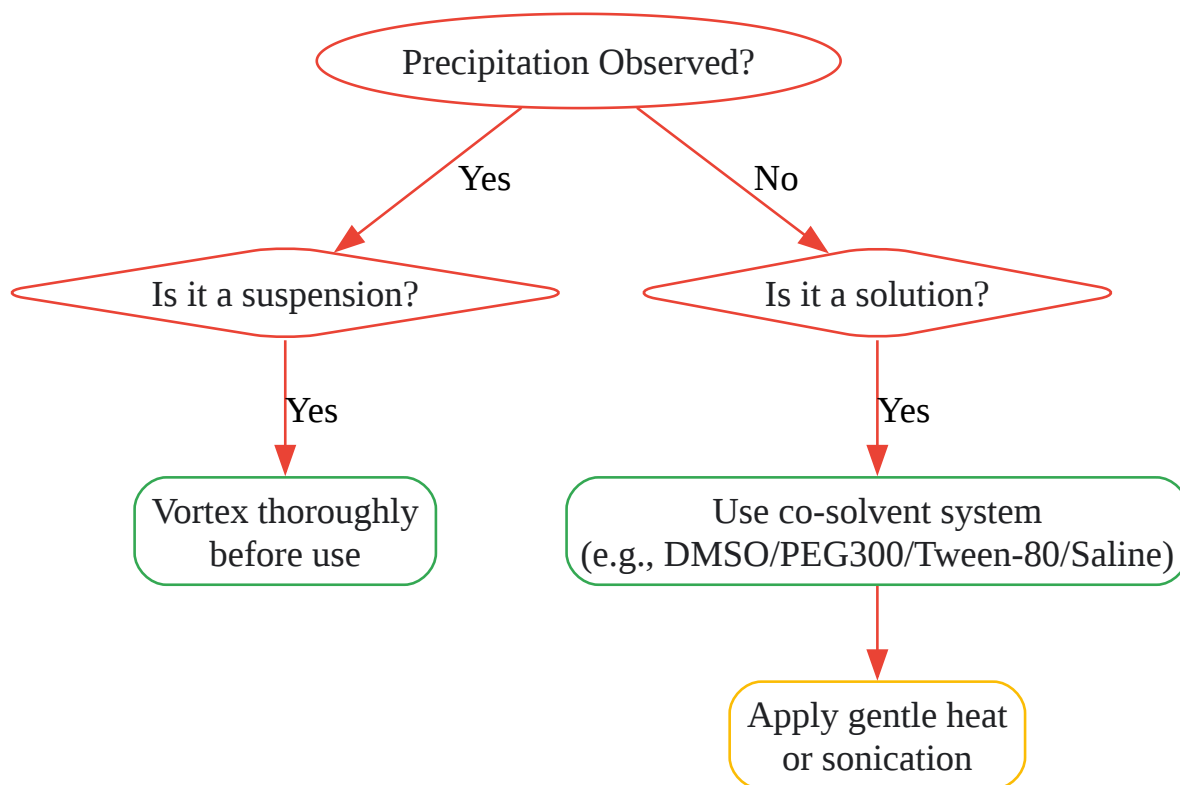 Precipitation Observed?
Yes
No
Is it a suspension?
Is it a solution?
Yes
Yes
Vortex thoroughly
before use
Use co-solvent system
(e.g., DMSO/PEG300/Tween-80/Saline)
Apply gentle heat
or sonication